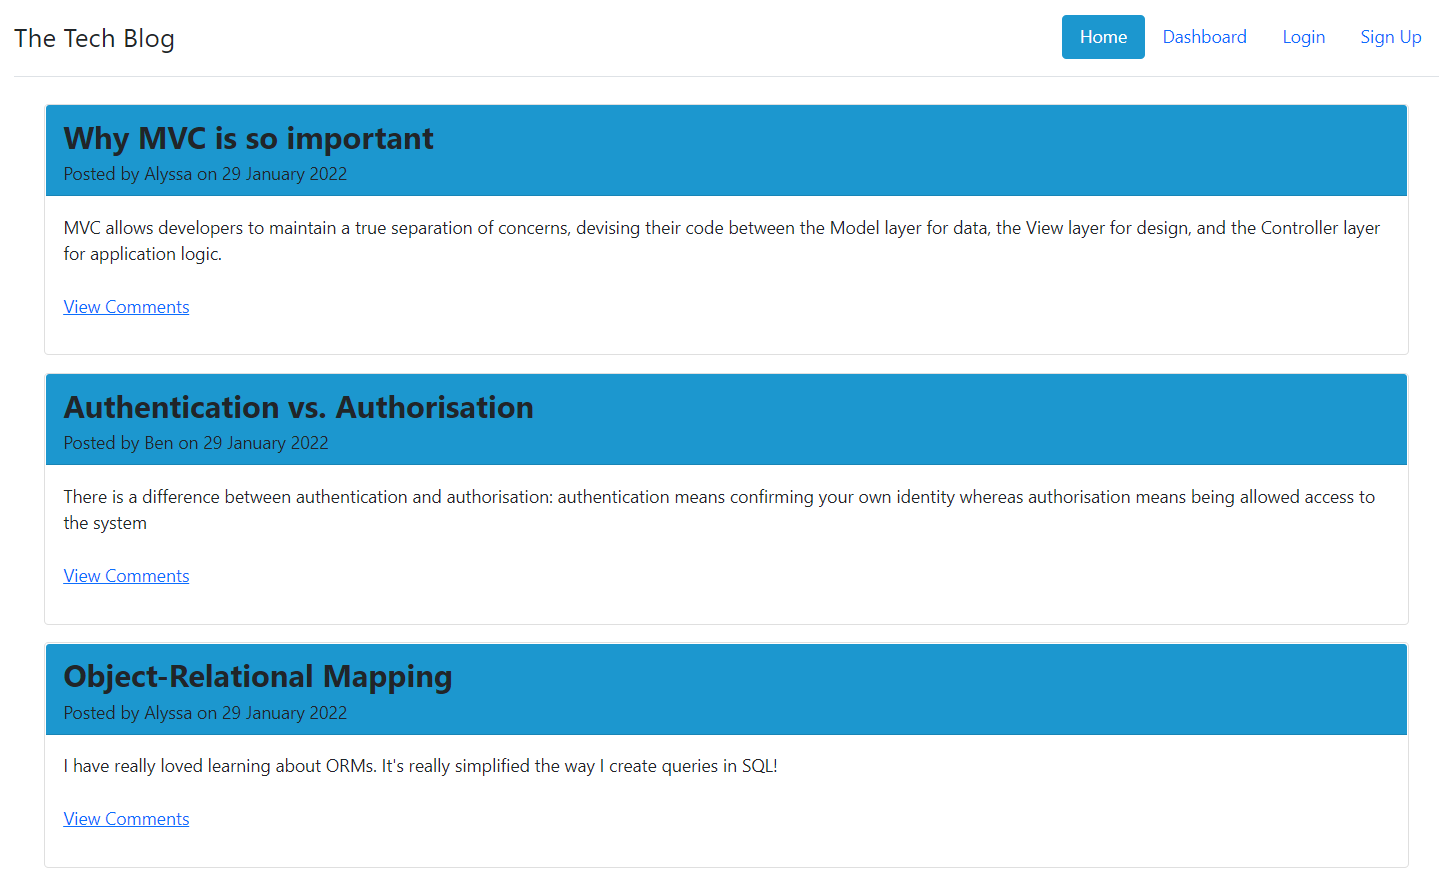 The Tech Blog
Home
Dashboard
Login
Sign Up
Why MVC is so important
Posted by Alyssa on 29 January 2022
MVC allows developers to maintain a true separation of concerns, devising their code between the Model layer for data, the View layer for design, and the Controller layer
for application logic.
View Comments
Authentication vs. Authorisation
Posted by Ben on 29 January 2022
There is a difference between authentication and authorisation: authentication means confirming your own identity whereas authorisation means being allowed access to
the system
View Comments
Object-Relational Mapping
Posted by Alyssa on 29 January 2022
I have really loved learning about ORMs. It's really simplified the way I create queries in SQL!
View Comments